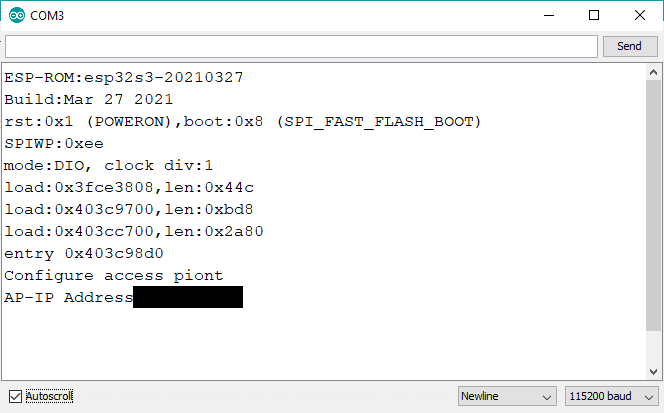 COM3
Send
ESP-ROM:esp32s3-20210327
Build:Mar 27 2021
rst:0x1 (POWERON),boot:0x8 (SPI_FAST_FLASH_BOOT)
SPIWP:0xee
mode:DIO, clock div:1
load:0x3fce3808,len:0x44c
load:0x403c9700,len:0xbd8
load:0x403cc700,len:0x2a80
entry 0x403c98d0
Configure access piont
AP-IP Address
Autoscroll
Newline
115200 baud